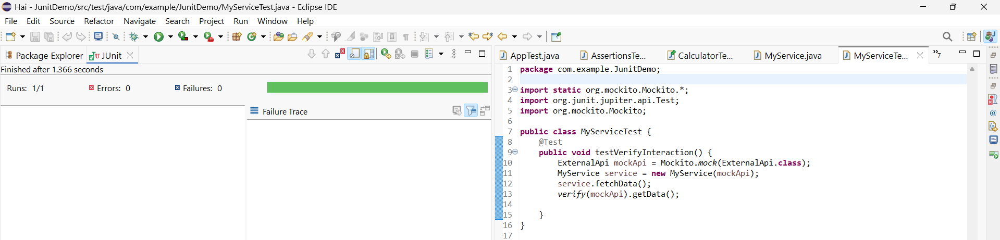 Hai - JunitDemo/src/test/java/com/example/JunitDemo/MyServiceTest.java - Eclipse IDE
File Edit Source Refactor Navigate Search Project Run Window Help
Package Explorer JUnit
Finished after 1.366 seconds
Runs: 1/1 Errors: 0 Failures: 0
Failure Trace
AppTest.java AssertionsTe... CalculatorTe... MyService.java MyServiceTe... »7
1 package com.example.JunitDemo;
2
3 import static org.mockito.Mockito.*;
4 import org.junit.jupiter.api.Test;
5 import org.mockito.Mockito;
6
7 public class MyServiceTest {
8 @Test
9 public void testVerifyInteraction() {
10 ExternalApi mockApi = Mockito.mock(ExternalApi.class);
11 MyService service = new MyService(mockApi);
12 service.fetchData();
13 verify(mockApi).getData();
14
15 }
16 }
17